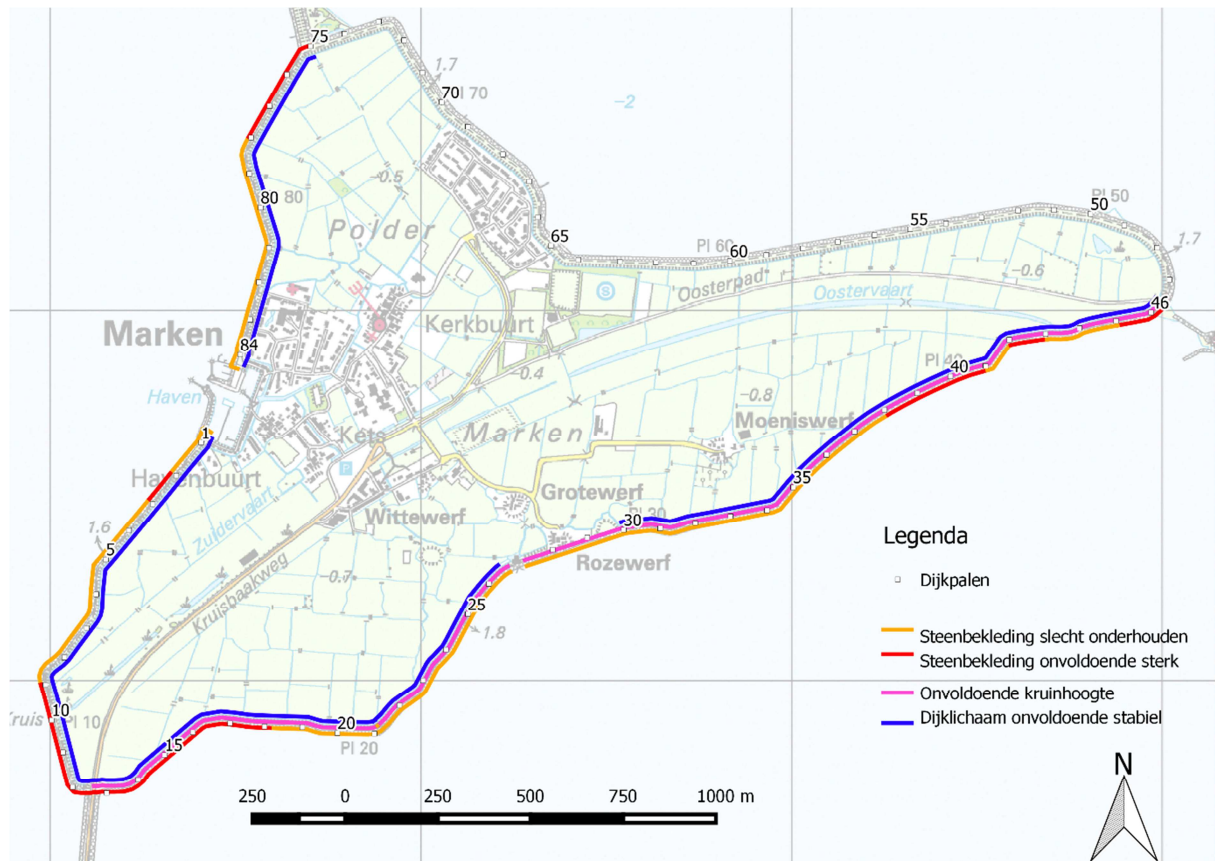 75
1.7
70
Pl 70
-2
-0.5
80
80
Polder
65
Pl 60
60
55
50
Pl 50
1.7
-0.6
'Oosterpad
Oostervaart
46
Marken
Kerkbuurt
84
Haven
-0.4
-0.8
Pl 40
40
Kets
Marken
Moeniswerf
1
Havenbuurt
P
35
Zuidervaart
Wittewerf
Grotewerf
Pl 30
30
1.6
5
Rozewerf
-0.7
Kruisbaakweg
25
1.8
Kruis
10
Pl 10
15
20
Pl 20
Legenda
Dijkpalen
Steenbekleding slecht onderhouden
Steenbekleding onvoldoende sterk
Onvoldoende kruinhoogte
Dijklichaam onvoldoende stabiel
N
250 0 250 500 750 1000 m